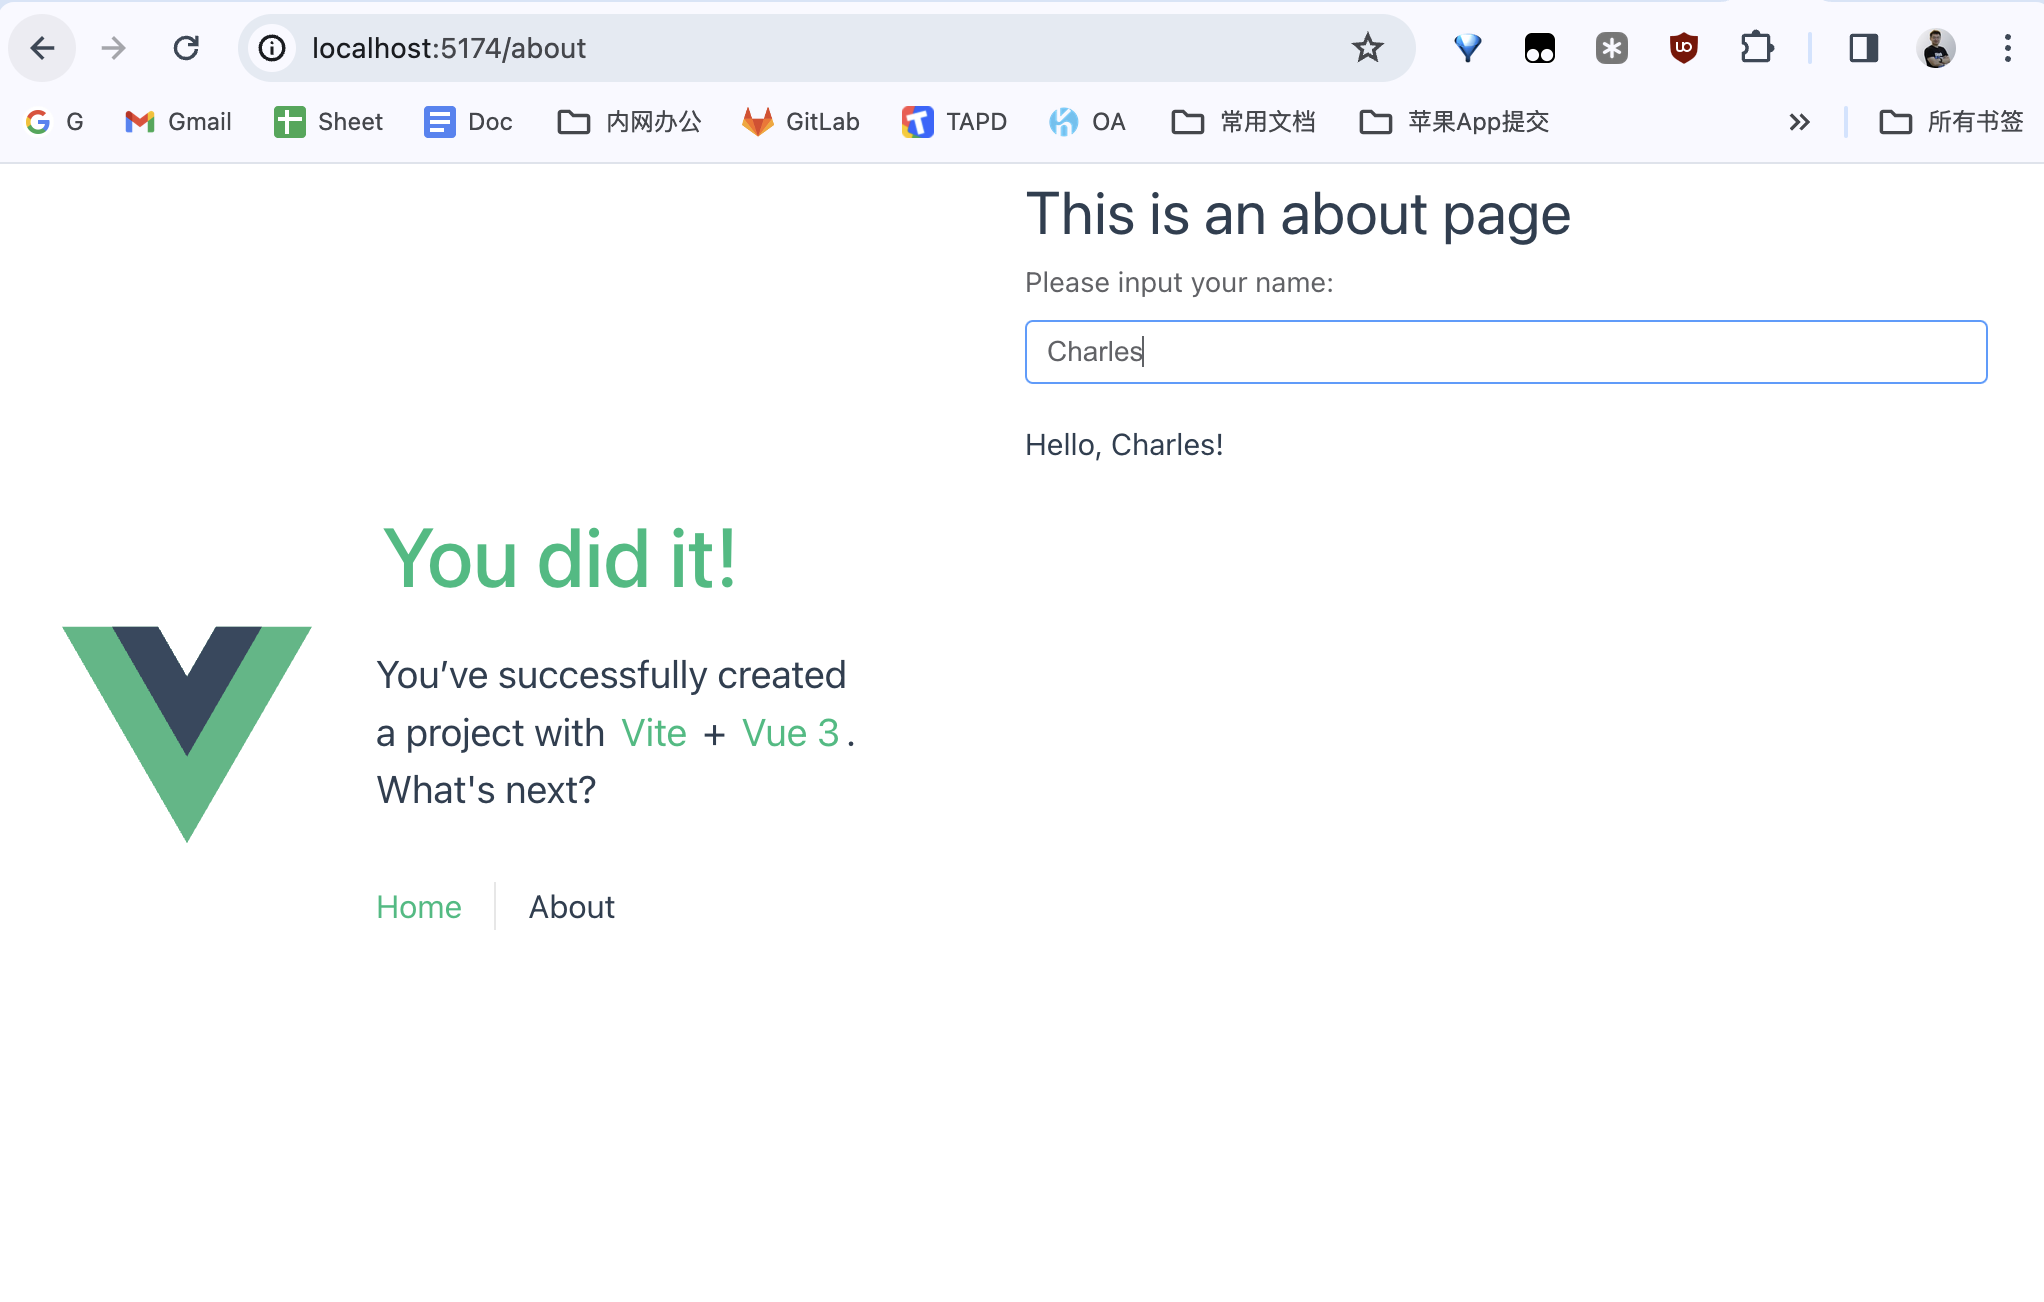 localhost:5174/about
G Gmail Sheet Doc 内网办公 GitLab TAPD OA 常用文档 苹果App提交 所有书签
This is an about page
Please input your name:
Charles
Hello, Charles!
You did it!
You’ve successfully created
a project with Vite + Vue 3.
What's next?
Home About